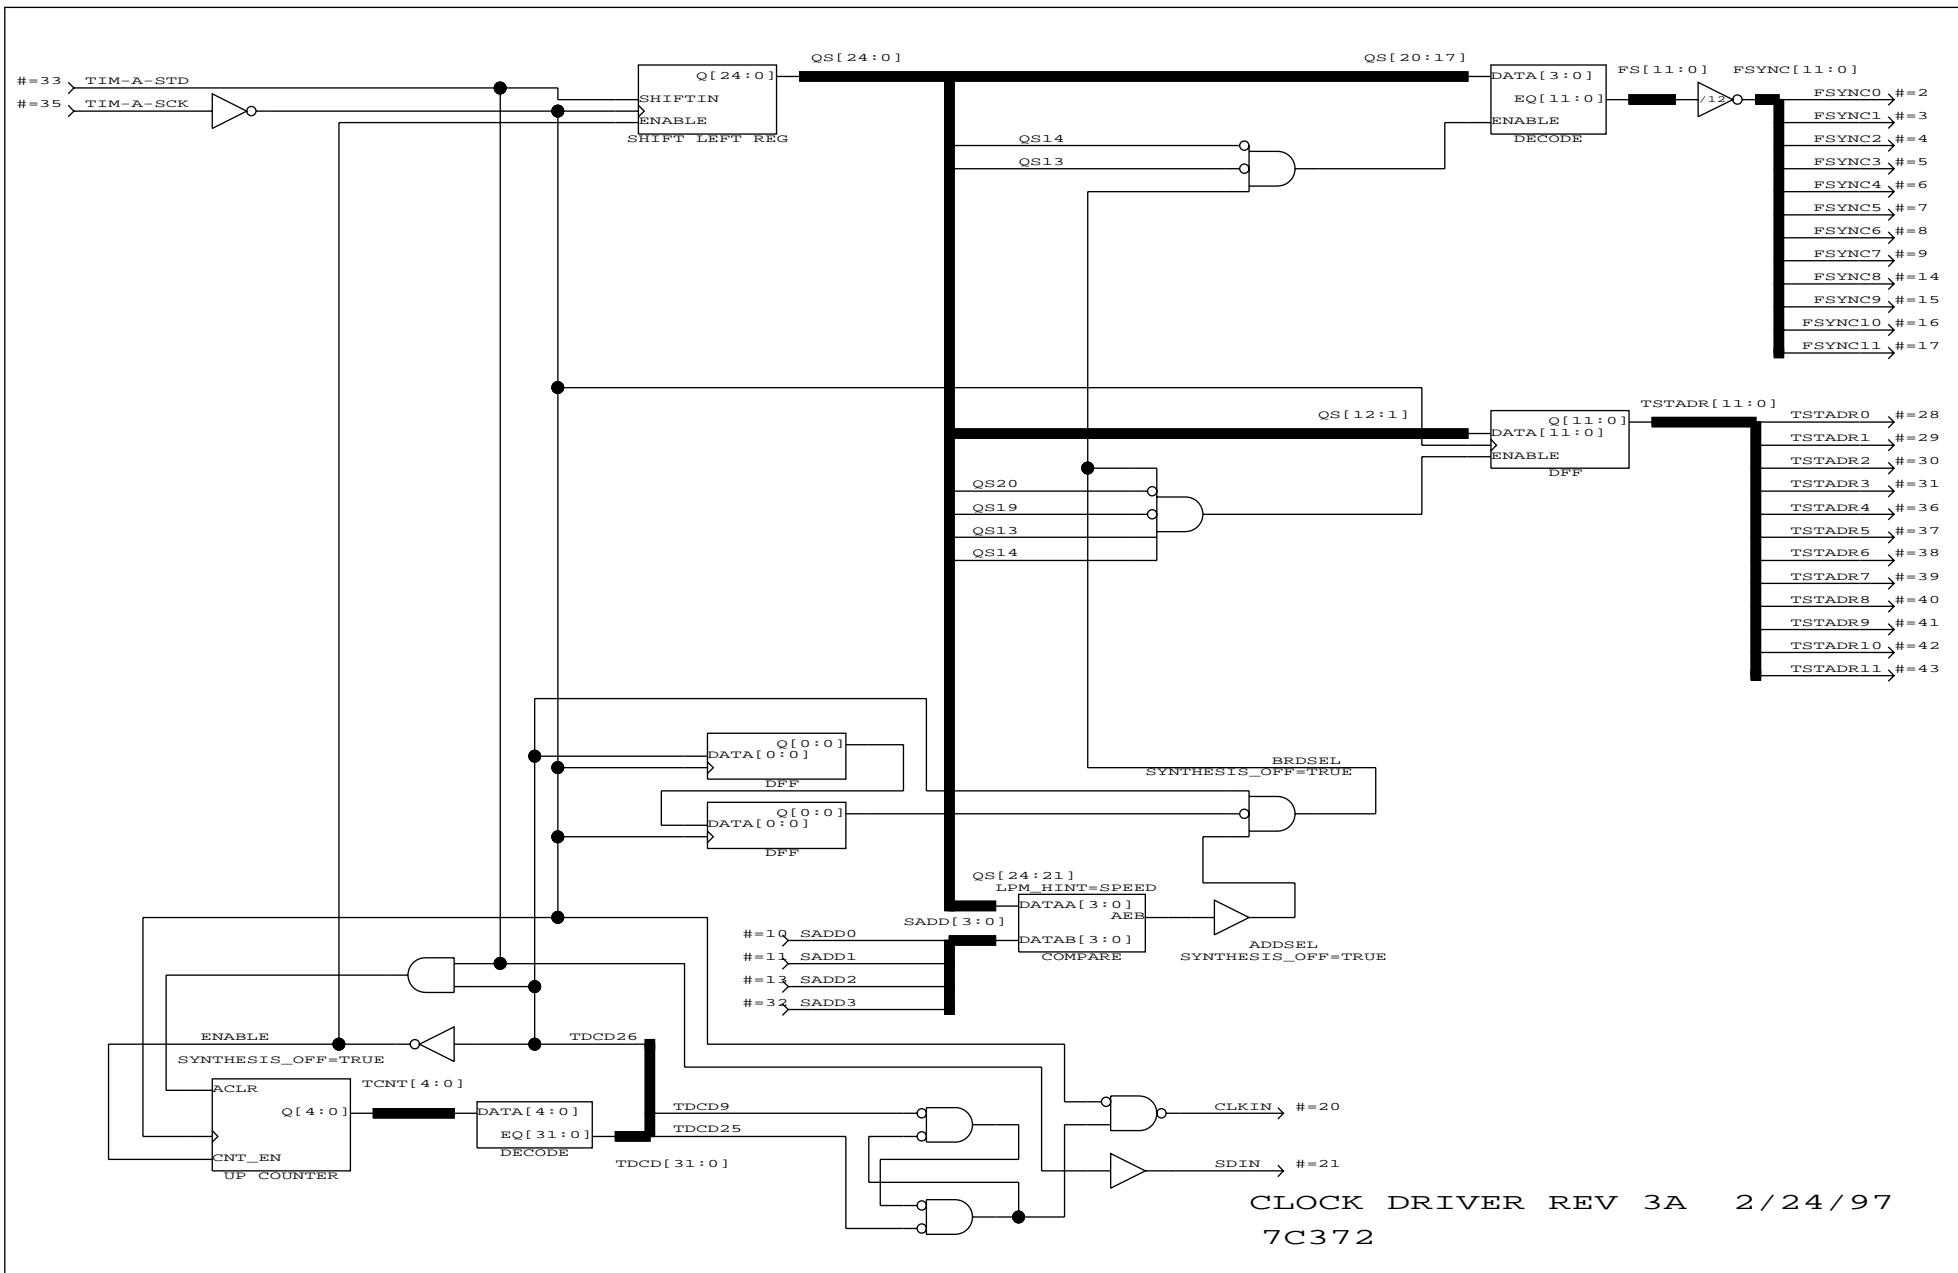 QS[24:0]
QS[20:17]
#=33 TIM-A-STD
#=35 TIM-A-SCK
Q[24:0]
SHIFTIN
ENABLE
SHIFT LEFT REG
DATA[3:0]
EQ[11:0]
ENABLE
DECODE
FS[11:0]
FSYNC[11:0]
/12
FSYNC0 #=2
FSYNC1 #=3
FSYNC2 #=4
FSYNC3 #=5
FSYNC4 #=6
FSYNC5 #=7
FSYNC6 #=8
FSYNC7 #=9
FSYNC8 #=14
FSYNC9 #=15
FSYNC10 #=16
FSYNC11 #=17
QS14
QS13
QS[12:1]
Q[11:0]
DATA[11:0]
ENABLE
DFF
TSTADR[11:0]
TSTADR0 #=28
TSTADR1 #=29
TSTADR2 #=30
TSTADR3 #=31
TSTADR4 #=36
TSTADR5 #=37
TSTADR6 #=38
TSTADR7 #=39
TSTADR8 #=40
TSTADR9 #=41
TSTADR10 #=42
TSTADR11 #=43
QS20
QS19
QS13
QS14
Q[0:0]
DATA[0:0]
DFF
Q[0:0]
DATA[0:0]
DFF
BRDSEL
SYNTHESIS_OFF=TRUE
QS[24:21]
LPM_HINT=SPEED
DATAA[3:0]
AEB
DATAB[3:0]
COMPARE
SADD[3:0]
#=10 SADD0
#=11 SADD1
#=13 SADD2
#=32 SADD3
ADDSEL
SYNTHESIS_OFF=TRUE
ENABLE
SYNTHESIS_OFF=TRUE
TDCD26
ACLR
Q[4:0]
CNT_EN
UP COUNTER
TCNT[4:0]
DATA[4:0]
EQ[31:0]
DECODE
TDCD9
TDCD25
TDCD[31:0]
CLKIN #=20
SDIN #=21
CLOCK DRIVER REV 3A 2/24/97
7C372